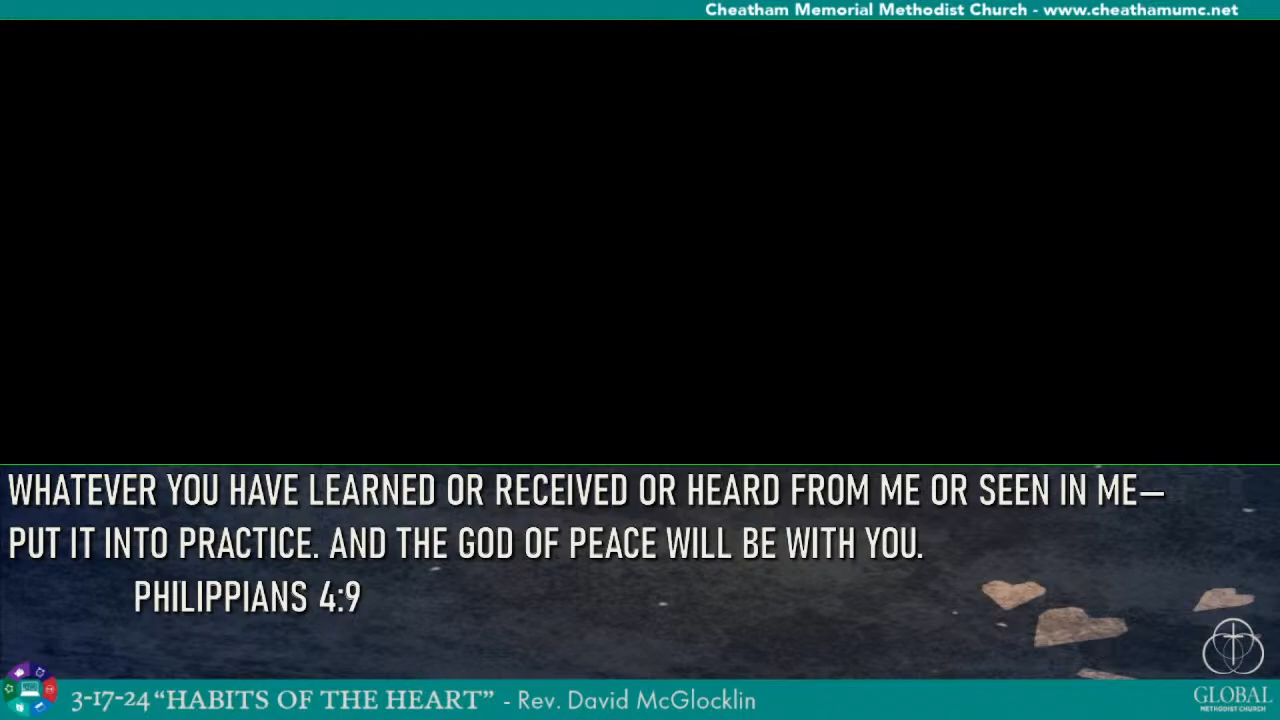 Cheatham Memorial Methodist Church - www.cheathamumc.net
WHATEVER YOU HAVE LEARNED OR RECEIVED OR HEARD FROM ME OR SEEN IN ME—
PUT IT INTO PRACTICE. AND THE GOD OF PEACE WILL BE WITH YOU.
PHILIPPIANS 4:9
3-17-24 “HABITS OF THE HEART” - Rev. David McGlocklin
GLOBAL
METHODIST CHURCH